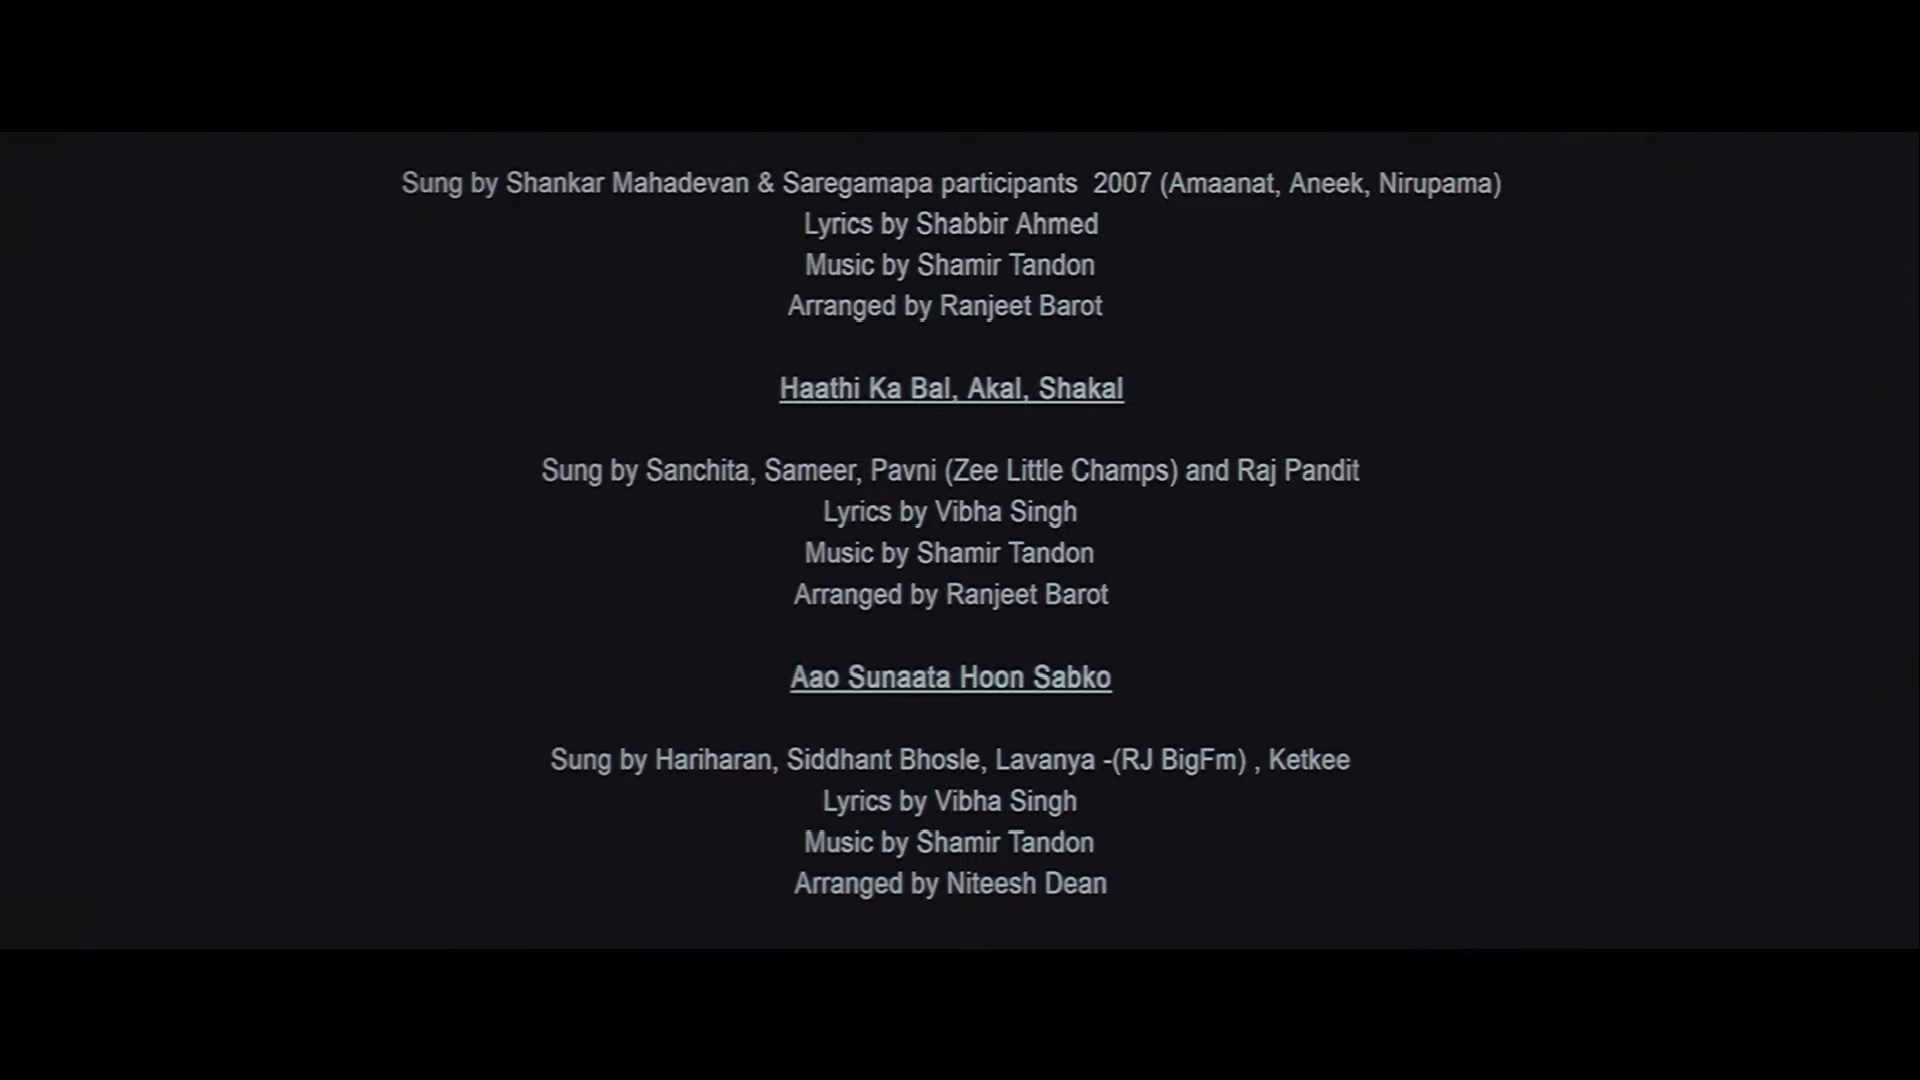 Sung by Shankar Mahadevan & Saregamapa participants  2007 (Amaanat, Aneek, Nirupama)
Lyrics by Shabbir Ahmed
Music by Shamir Tandon
Arranged by Ranjeet Barot
Haathi Ka Bal, Akal, Shakal
Sung by Sanchita, Sameer, Pavni (Zee Little Champs) and Raj Pandit
Lyrics by Vibha Singh
Music by Shamir Tandon
Arranged by Ranjeet Barot
Aao Sunaata Hoon Sabko
Sung by Hariharan, Siddhant Bhosle, Lavanya -(RJ BigFm) , Ketkee
Lyrics by Vibha Singh
Music by Shamir Tandon
Arranged by Niteesh Dean